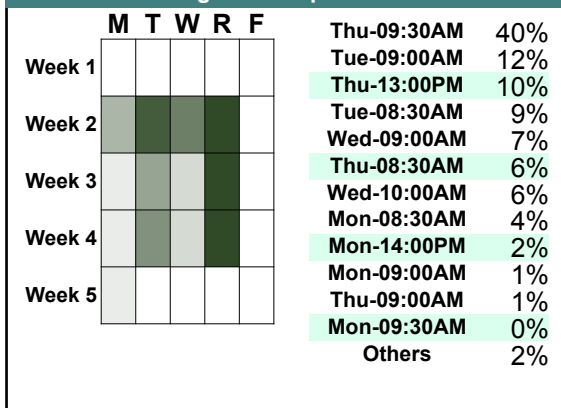 M T W R F
Week 1
Week 2
Week 3
Week 4
Week 5
Thu-09:30AM 40%
Tue-09:00AM 12%
Thu-13:00PM 10%
Tue-08:30AM 9%
Wed-09:00AM 7%
Thu-08:30AM 6%
Wed-10:00AM 6%
Mon-08:30AM 4%
Mon-14:00PM 2%
Mon-09:00AM 1%
Thu-09:00AM 1%
Mon-09:30AM 0%
Others 2%